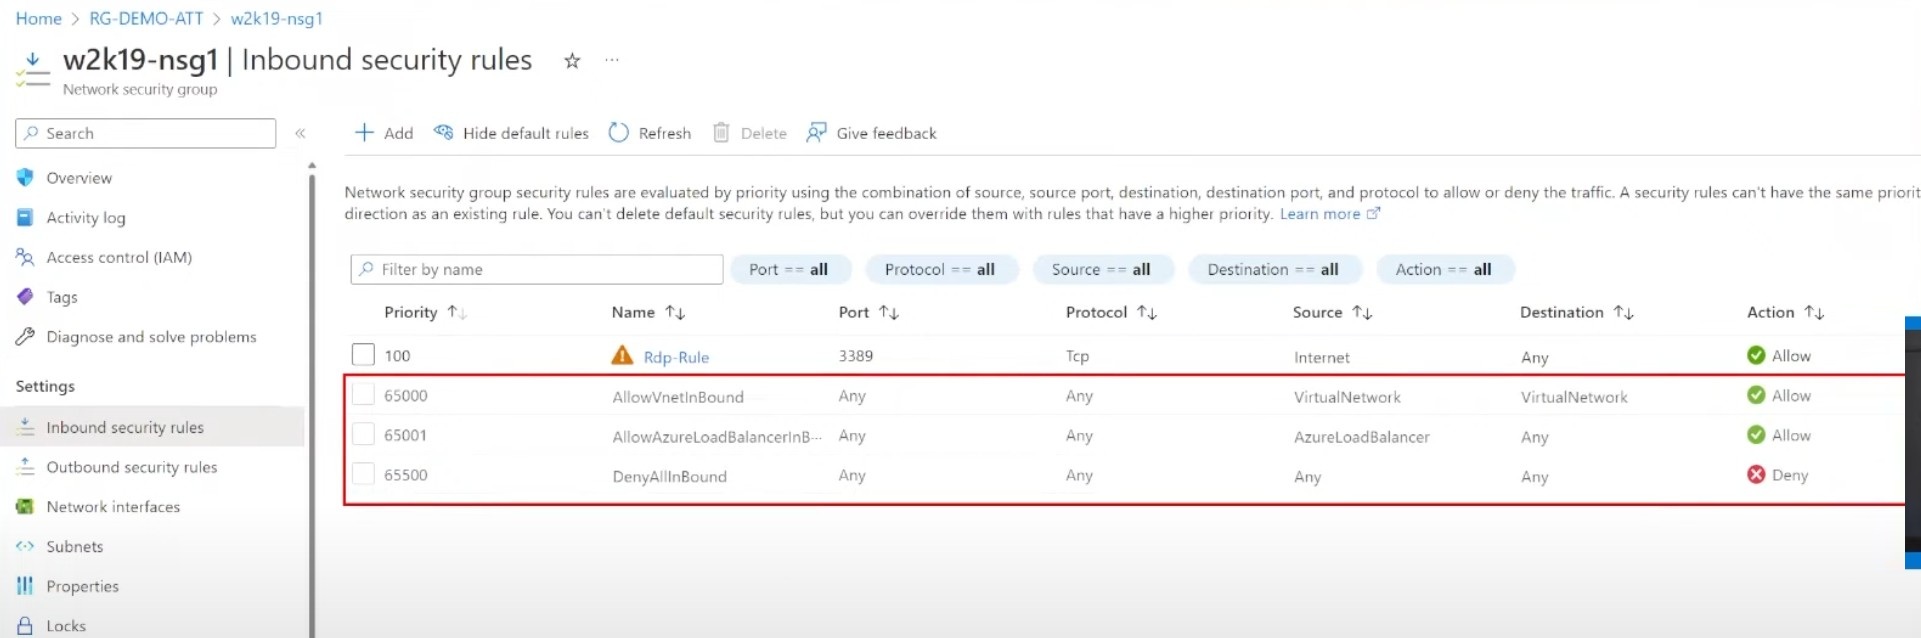 Home > RG-DEMO-ATT > w2k19-nsg1
w2k19-nsg1 | Inbound security rules ☆ ...
Network security group
Search «
+ Add Hide default rules Refresh Delete Give feedback
Overview
Activity log
Access control (IAM)
Tags
Diagnose and solve problems
Settings
Inbound security rules
Outbound security rules
Network interfaces
Subnets
Properties
Locks
Network security group security rules are evaluated by priority using the combination of source, source port, destination, destination port, and protocol to allow or deny the traffic. A security rules can't have the same priorit
direction as an existing rule. You can't delete default security rules, but you can override them with rules that have a higher priority. Learn more
Filter by name Port == all Protocol == all Source == all Destination == all Action == all
Priority ↑↓ Name ↑↓ Port ↑↓ Protocol ↑↓ Source ↑↓ Destination ↑↓ Action ↑↓
100 Rdp-Rule 3389 Tcp Internet Any Allow
65000 AllowVnetInBound Any Any VirtualNetwork VirtualNetwork Allow
65001 AllowAzureLoadBalancerInB... Any Any AzureLoadBalancer Any Allow
65500 DenyAllInBound Any Any Any Any Deny